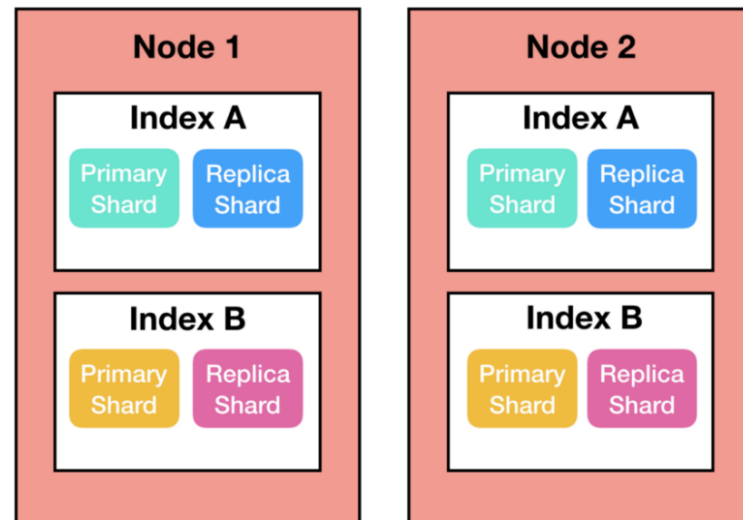 Node 1
Index A
Primary
Shard
Replica
Shard
Index B
Primary
Shard
Replica
Shard
Node 2
Index A
Primary
Shard
Replica
Shard
Index B
Primary
Shard
Replica
Shard